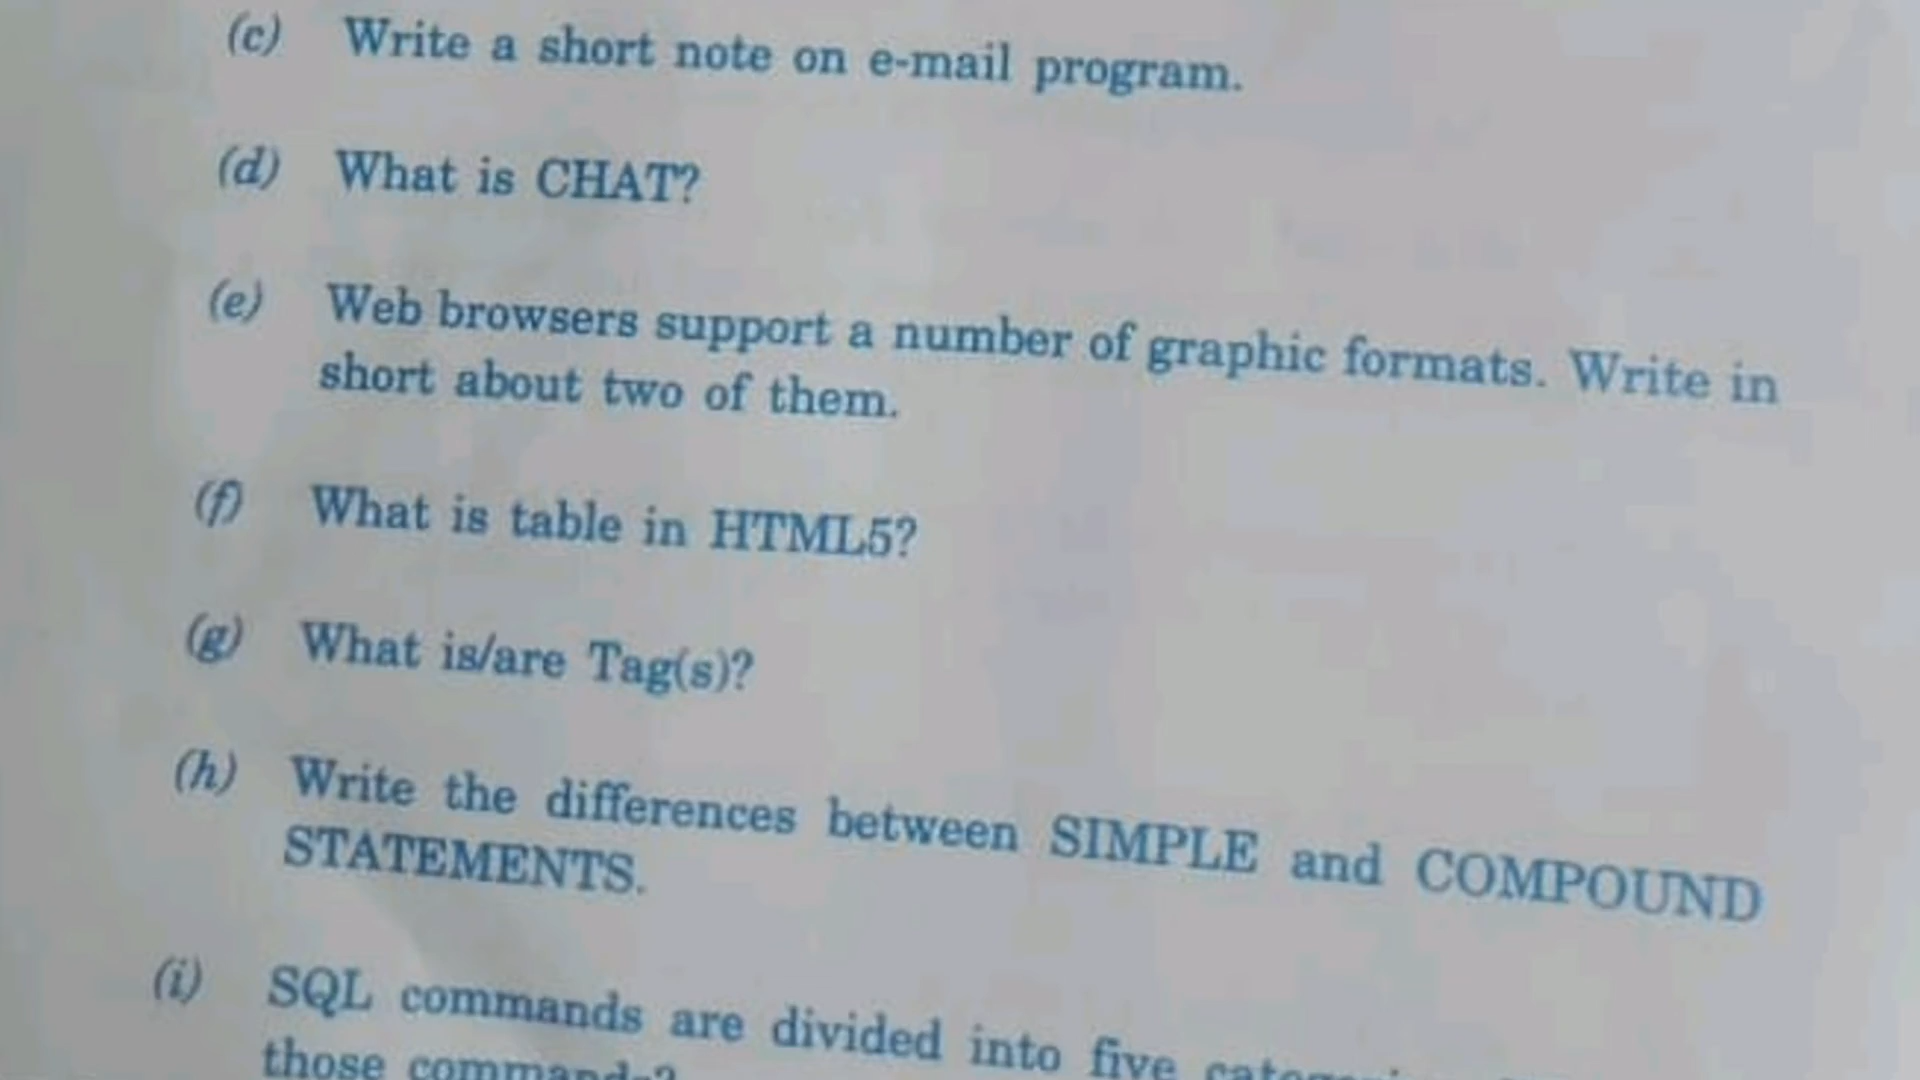 (c) Write a short note on e-mail program.
(d) What is CHAT?
(e) Web browsers support a number of graphic formats. Write in
short about two of them.
(f) What is table in HTML5?
(g) What is/are Tag(s)?
(h) Write the differences between SIMPLE and COMPOUND
STATEMENTS.
(i) SQL commands are divided into five
those commands?